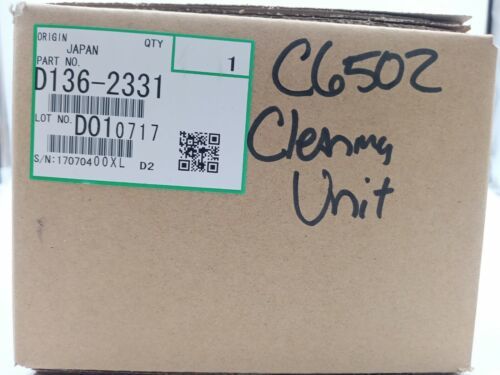 ORIGIN
JAPAN
QTY
1
PART NO.
D136-2331
LOT NO. D010717
S/N:17070400XL D2
C6502
Cleaning
Unit